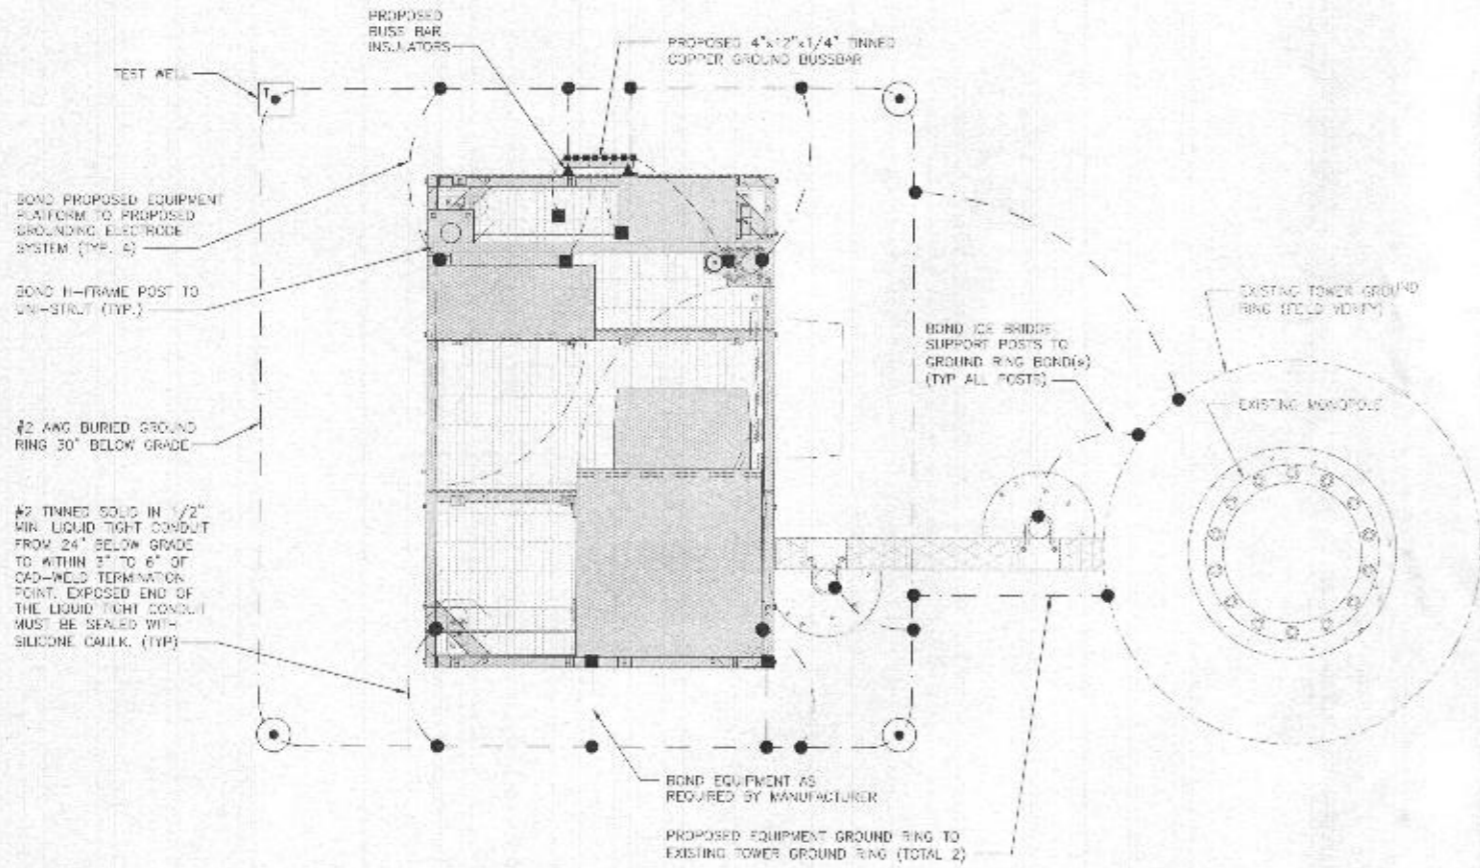 PROPOSED
BUSS BAR
INSULATORS
PROPOSED 4"x12"x1/4" TINNED
COPPER GROUND BUSSBAR
TEST WELL
T
BOND PROPOSED EQUIPMENT
PLATFORM TO PROPOSED
GROUNDING ELECTRODE
SYSTEM (TYP. 4)
BOND H-FRAME POST TO
UNI-STRUT (TYP.)
#2 AWG BURIED GROUND
RING 30" BELOW GRADE
#2 TINNED SOLID IN 1/2"
MIN. LIQUID TIGHT CONDUIT
FROM 24" BELOW GRADE
TO WITHIN 3" TO 6" OF
CAD-WELD TERMINATION
POINT. EXPOSED END OF
THE LIQUID TIGHT CONDUIT
MUST BE SEALED WITH
SILICONE CAULK. (TYP)
EXISTING TOWER GROUND
RING (FIELD VERIFY)
BOND ICE BRIDGE
SUPPORT POSTS TO
GROUND RING BOND(s)
(TYP ALL POSTS)
EXISTING MONOPOLE
BOND EQUIPMENT AS
REQUIRED BY MANUFACTURER
PROPOSED EQUIPMENT GROUND RING TO
EXISTING TOWER GROUND RING (TOTAL 2)